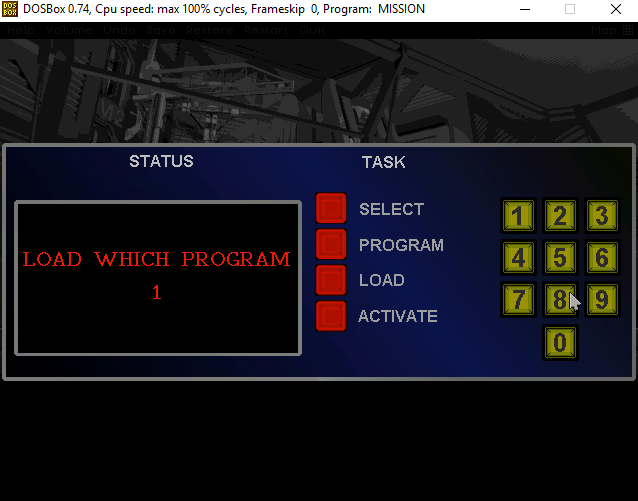 DOS
BOX
DOSBox 0.74, Cpu speed: max 100% cycles, Frameskip 0, Program: MISSION
Help Volume Undo Save Restore Restart Quit Map
STATUS
TASK
SELECT
PROGRAM
LOAD
ACTIVATE
LOAD WHICH PROGRAM
1
1 2 3
4 5 6
7 8 9
0